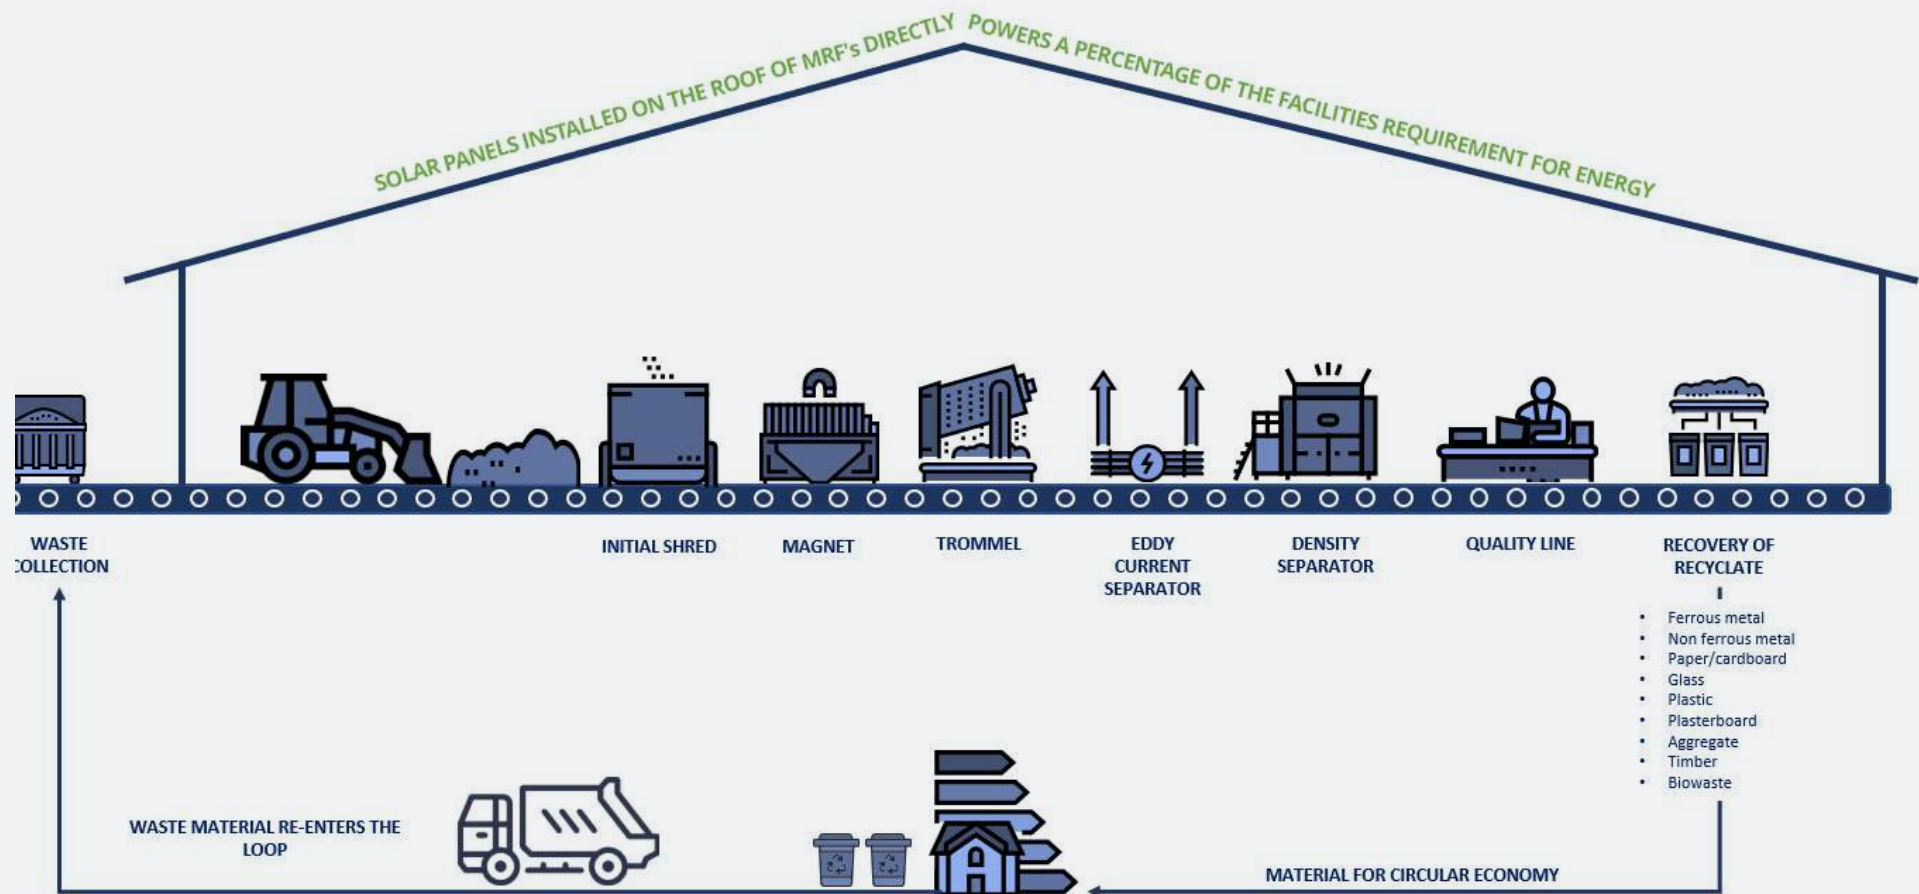 SOLAR PANELS INSTALLED ON THE ROOF OF MRF's DIRECTLY POWERS A PERCENTAGE OF THE FACILITIES REQUIREMENT FOR ENERGY
WASTE
COLLECTION
INITIAL SHRED
MAGNET
TROMMEL
EDDY
CURRENT
SEPARATOR
DENSITY
SEPARATOR
QUALITY LINE
RECOVERY OF
RECYCLATE
• Ferrous metal
• Non ferrous metal
• Paper/cardboard
• Glass
• Plastic
• Plasterboard
• Aggregate
• Timber
• Biowaste
WASTE MATERIAL RE-ENTERS THE
LOOP
MATERIAL FOR CIRCULAR ECONOMY